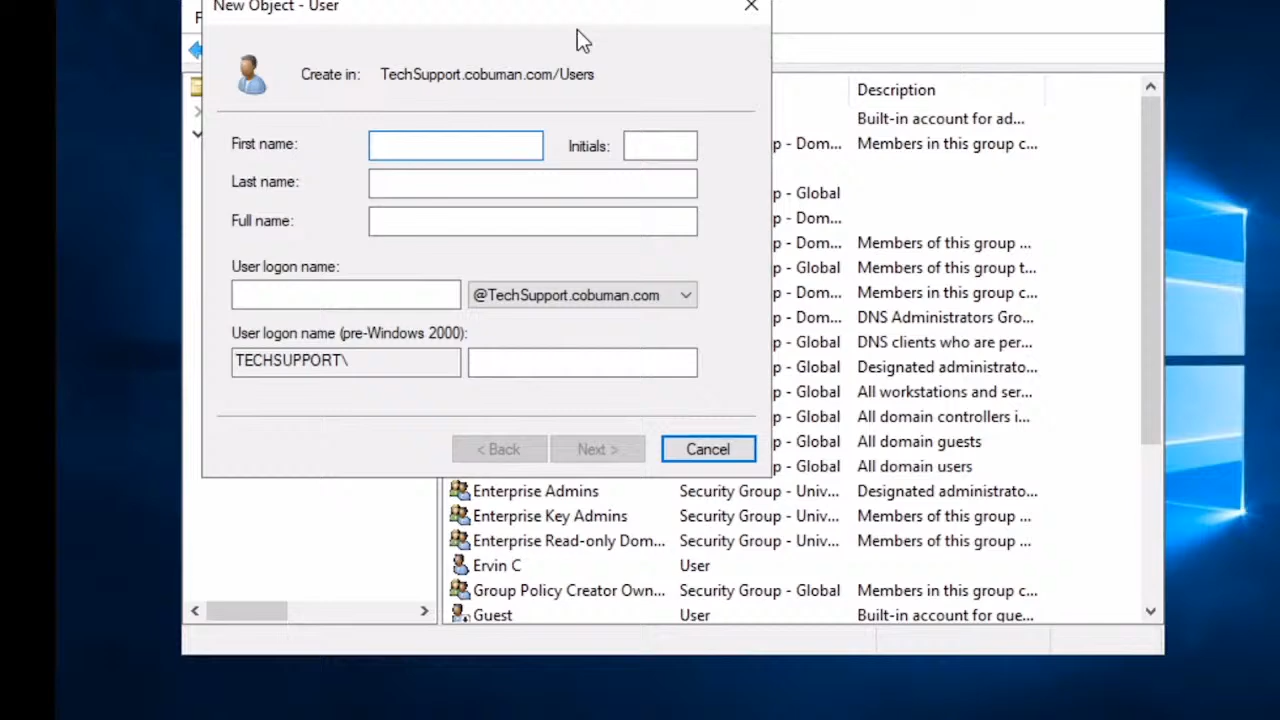 New Object - User
Create in: TechSupport.cobuman.com/Users
First name:
Initials:
Last name:
Full name:
User logon name:
@TechSupport.cobuman.com
User logon name (pre-Windows 2000):
TECHSUPPORT\
< Back
Next >
Cancel
Description
Built-in account for ad...
p - Dom... Members in this group c...
p - Global
p - Dom...
p - Dom... Members of this group ...
p - Global Members of this group t...
p - Dom... Members in this group c...
p - Dom... DNS Administrators Gro...
p - Global DNS clients who are per...
p - Global Designated administrato...
p - Global All workstations and ser...
p - Global All domain controllers i...
p - Global All domain guests
p - Global All domain users
Enterprise Admins Security Group - Univ... Designated administrato...
Enterprise Key Admins Security Group - Univ... Members of this group ...
Enterprise Read-only Dom... Security Group - Univ... Members of this group ...
Ervin C User
Group Policy Creator Own... Security Group - Global Members in this group c...
Guest User Built-in account for gue...